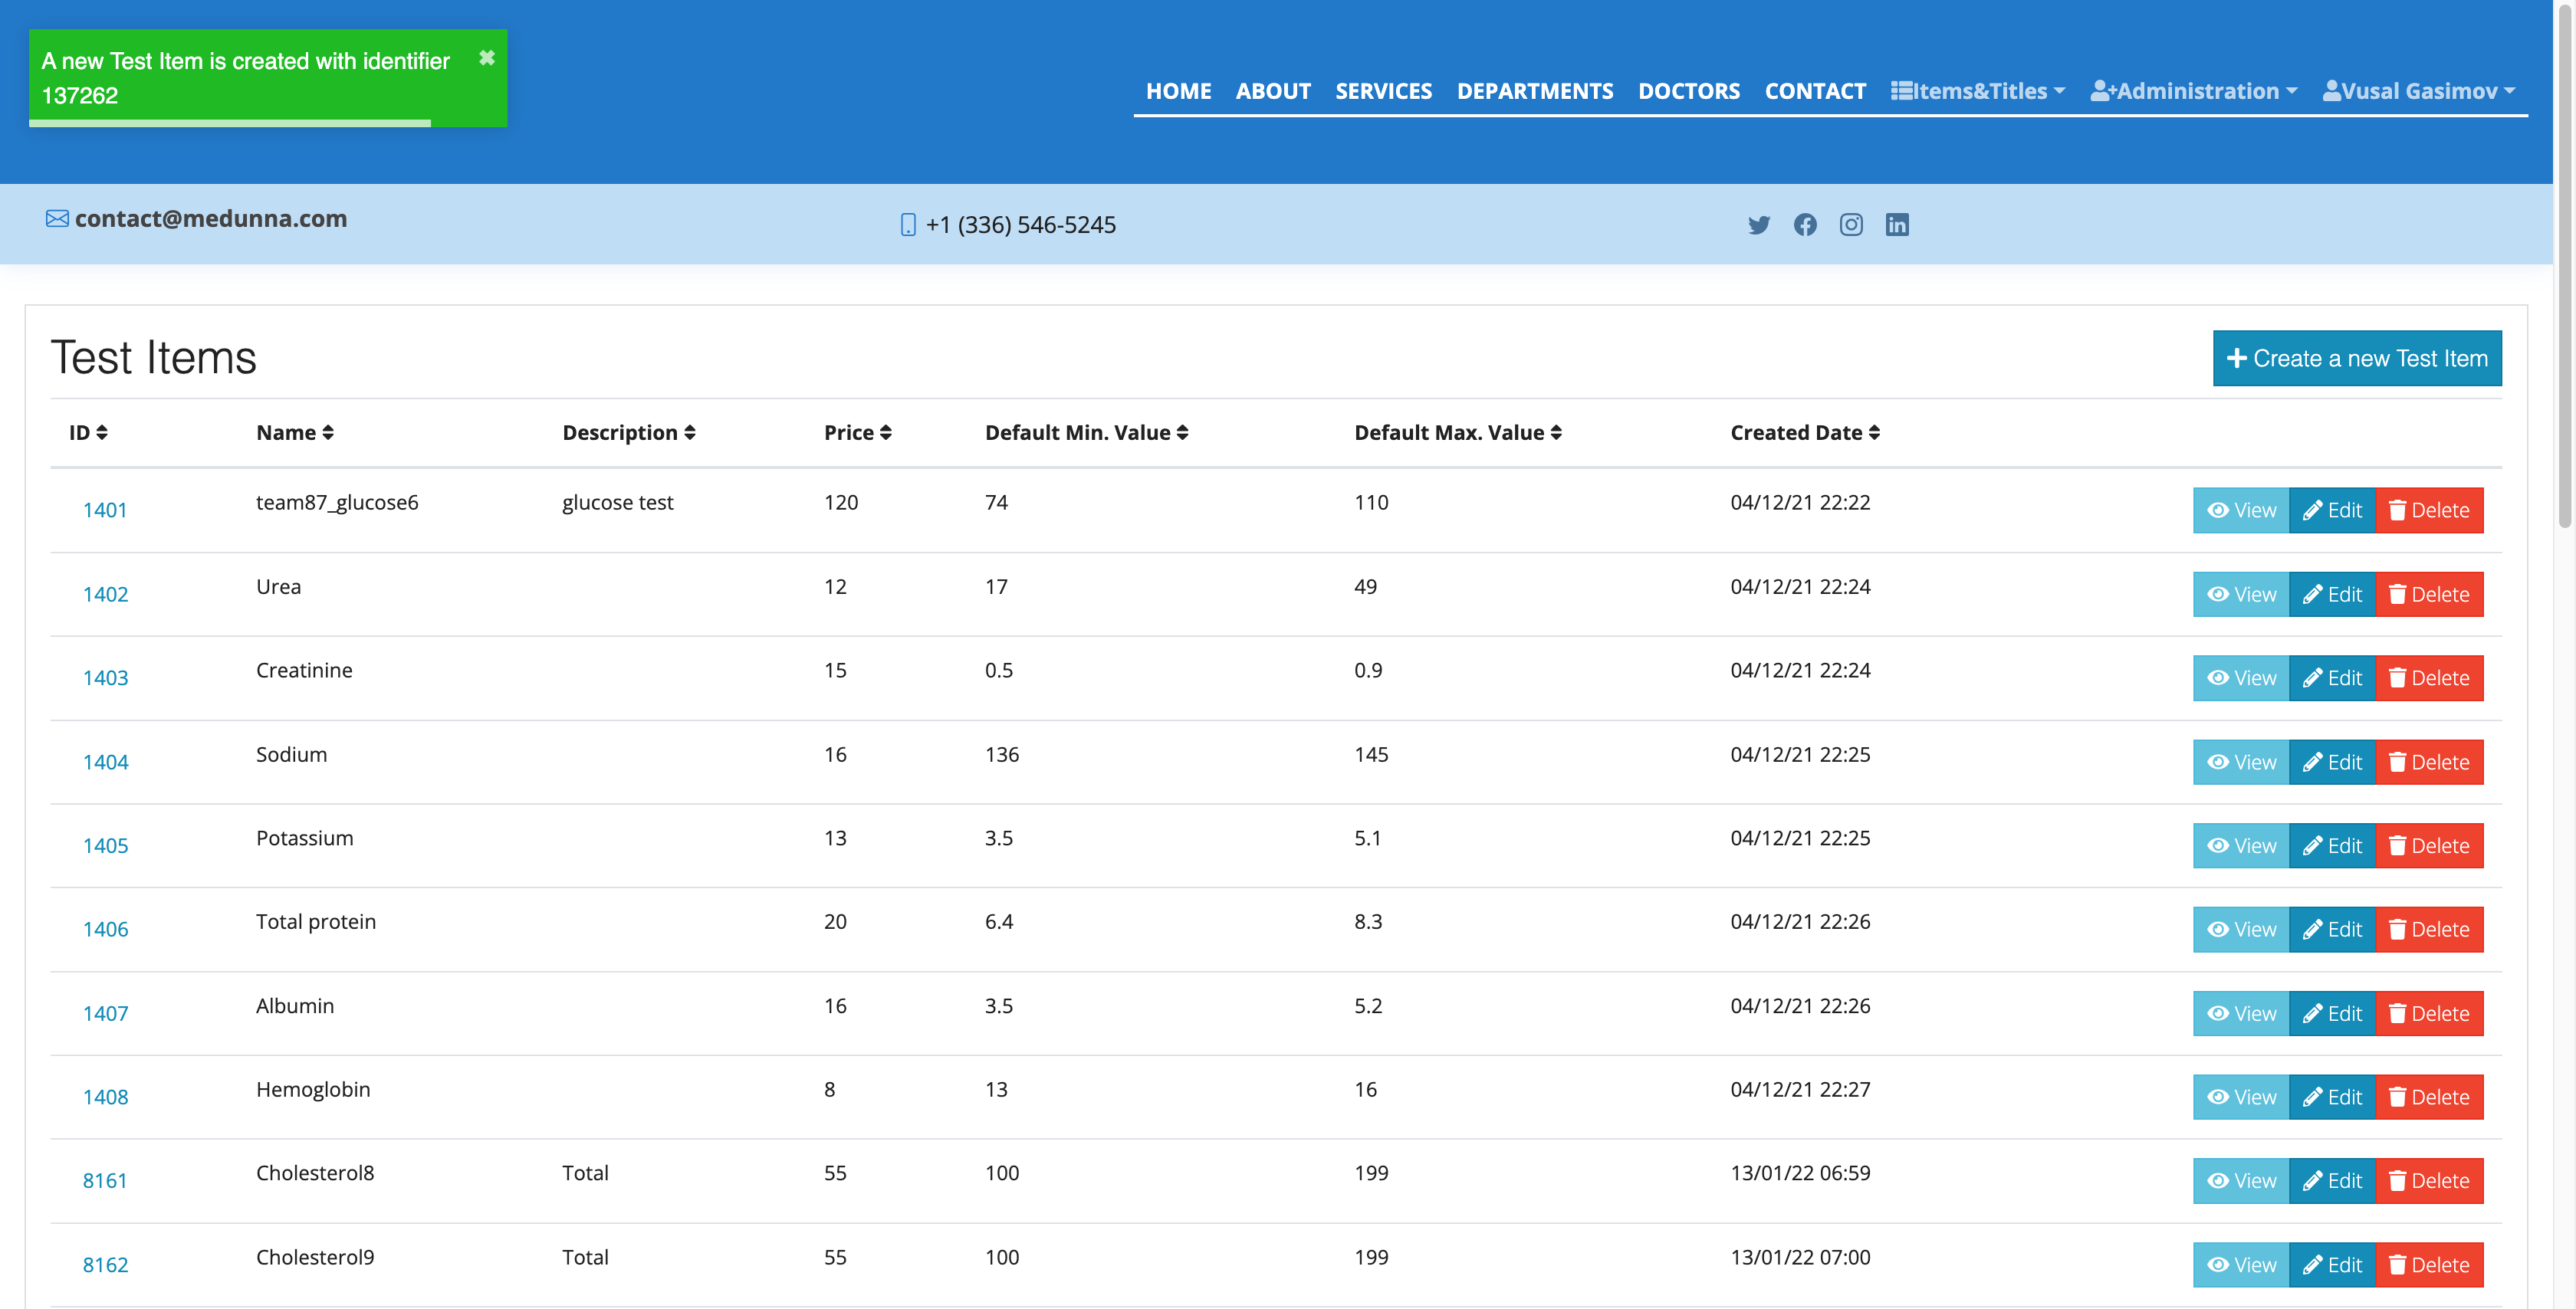 A new Test Item is created with identifier
137262
HOME ABOUT SERVICES DEPARTMENTS DOCTORS CONTACT Items&Titles Administration Vusal Gasimov
contact@medunna.com +1 (336) 546-5245
Test Items Create a new Test Item
ID Name Description Price Default Min. Value Default Max. Value Created Date
1401 team87_glucose6 glucose test 120 74 110 04/12/21 22:22 View Edit Delete
1402 Urea 12 17 49 04/12/21 22:24 View Edit Delete
1403 Creatinine 15 0.5 0.9 04/12/21 22:24 View Edit Delete
1404 Sodium 16 136 145 04/12/21 22:25 View Edit Delete
1405 Potassium 13 3.5 5.1 04/12/21 22:25 View Edit Delete
1406 Total protein 20 6.4 8.3 04/12/21 22:26 View Edit Delete
1407 Albumin 16 3.5 5.2 04/12/21 22:26 View Edit Delete
1408 Hemoglobin 8 13 16 04/12/21 22:27 View Edit Delete
8161 Cholesterol8 Total 55 100 199 13/01/22 06:59 View Edit Delete
8162 Cholesterol9 Total 55 100 199 13/01/22 07:00 View Edit Delete